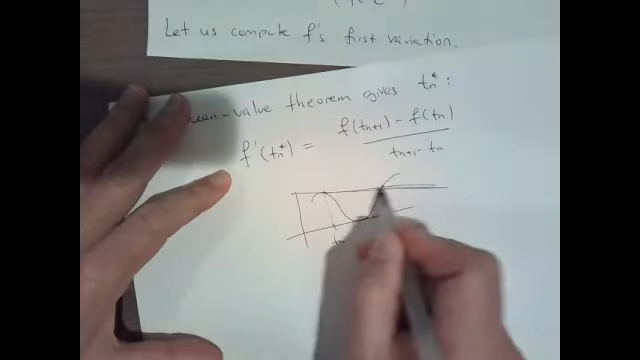 Let us compute f's first variation.
mean-value theorem gives tₙ* :
f'(tₙ*) = f(tₙ₊₁) - f(tₙ) / tₙ₊₁ - tₙ